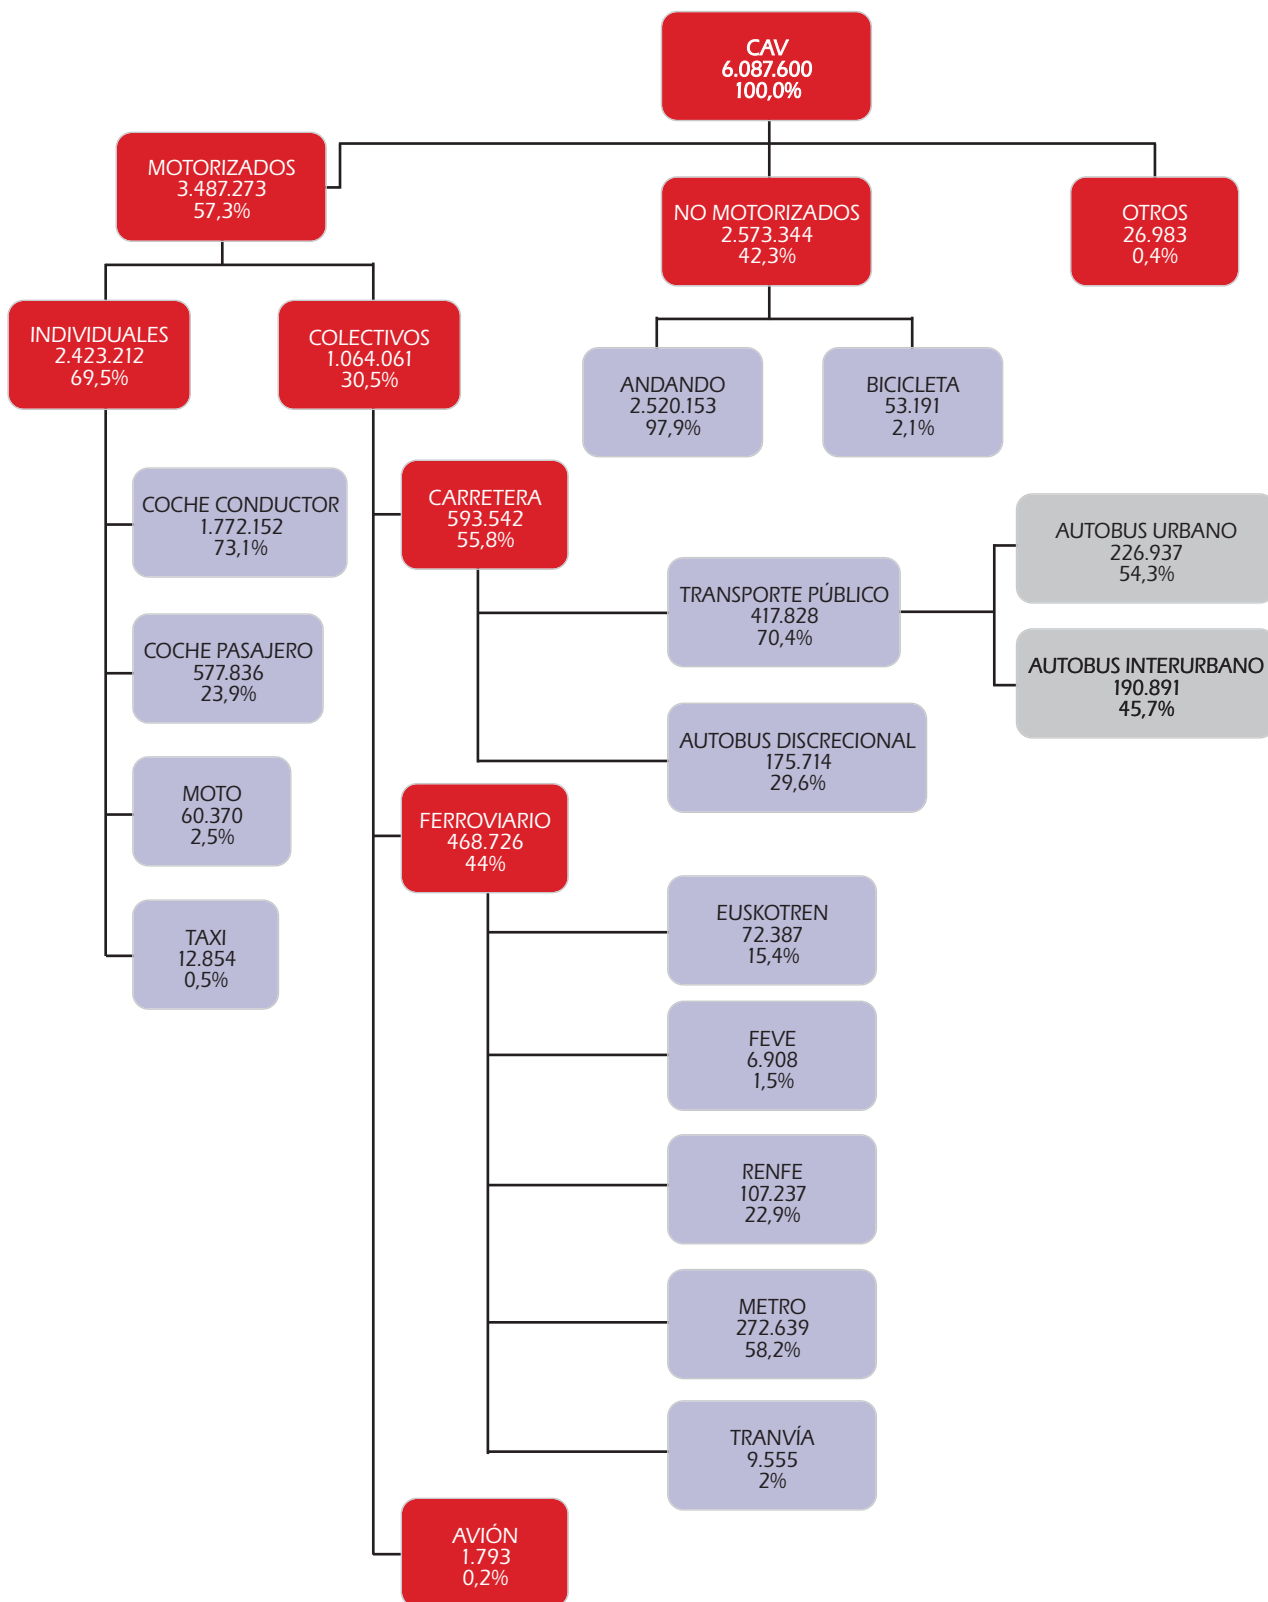 CAV
6.087.600
100,0%
MOTORIZADOS
3.487.273
57,3%
NO MOTORIZADOS
2.573.344
42,3%
OTROS
26.983
0,4%
INDIVIDUALES
2.423.212
69,5%
COLECTIVOS
1.064.061
30,5%
ANDANDO
2.520.153
97,9%
BICICLETA
53.191
2,1%
COCHE CONDUCTOR
1.772.152
73,1%
COCHE PASAJERO
577.836
23,9%
MOTO
60.370
2,5%
TAXI
12.854
0,5%
CARRETERA
593.542
55,8%
TRANSPORTE PÚBLICO
417.828
70,4%
AUTOBUS URBANO
226.937
54,3%
AUTOBUS INTERURBANO
190.891
45,7%
AUTOBUS DISCRECIONAL
175.714
29,6%
FERROVIARIO
468.726
44%
EUSKOTREN
72.387
15,4%
FEVE
6.908
1,5%
RENFE
107.237
22,9%
METRO
272.639
58,2%
TRANVÍA
9.555
2%
AVIÓN
1.793
0,2%